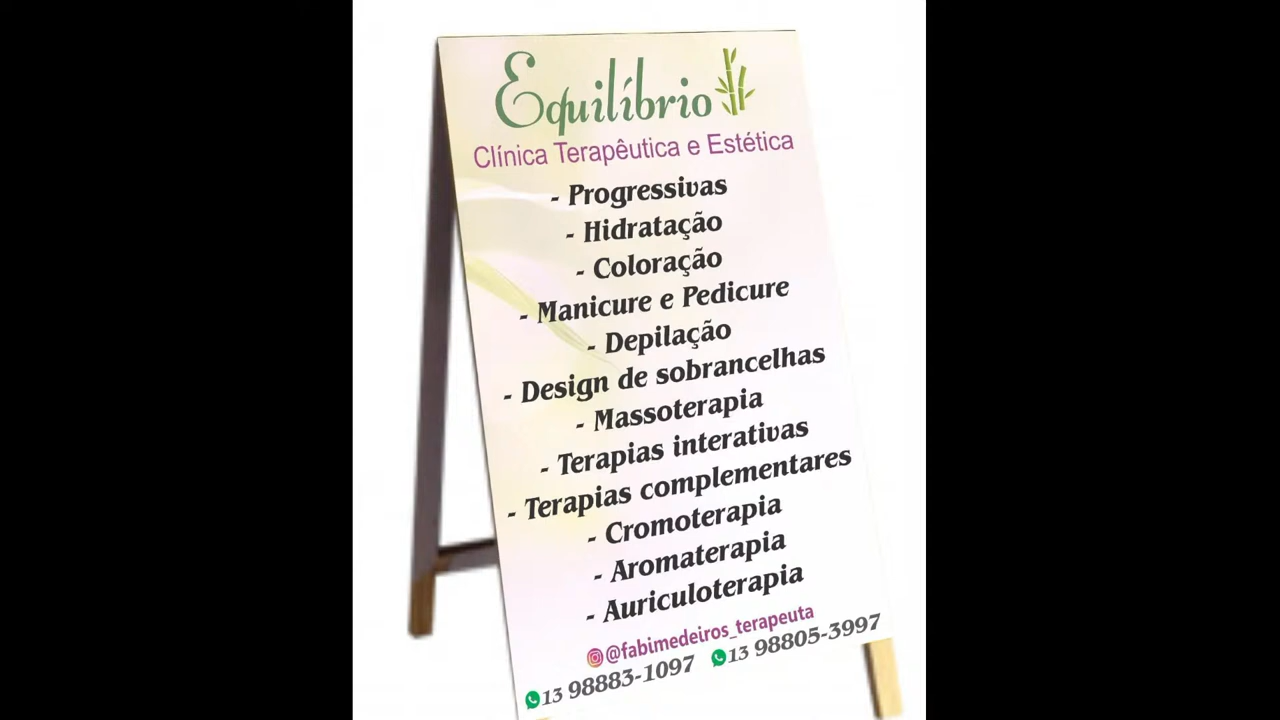 Equilíbrio
Clínica Terapêutica e Estética
- Progressivas
- Hidratação
- Coloração
- Manicure e Pedicure
- Depilação
- Design de sobrancelhas
- Massoterapia
- Terapias interativas
- Terapias complementares
- Cromoterapia
- Aromaterapia
- Auriculoterapia
@fabimedeiros_terapeuta
13 98883-1097 13 98805-3997